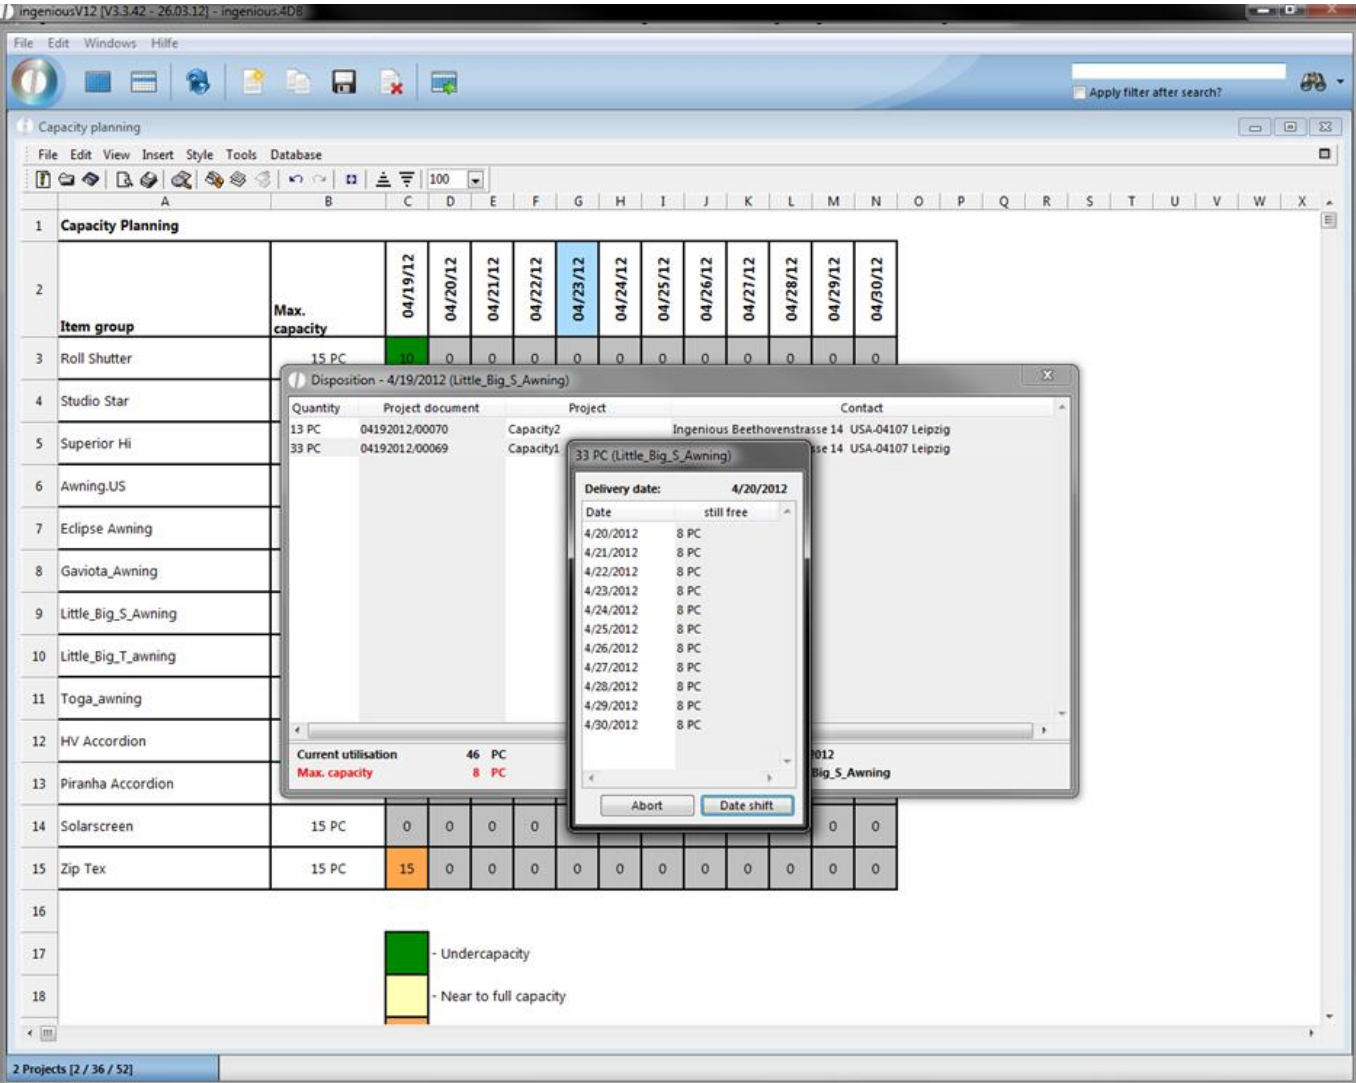 ingeniousV12 [V3.3.42 - 26.03.12] - ingenious.4DB
File Edit Windows Hilfe
Apply filter after search?
Capacity planning
File Edit View Insert Style Tools Database
100
A B C D E F G H I J K L M N O P Q R S T U V W X
1 Capacity Planning
2 Item group Max. capacity 04/19/12 04/20/12 04/21/12 04/22/12 04/23/12 04/24/12 04/25/12 04/26/12 04/27/12 04/28/12 04/29/12 04/30/12
3 Roll Shutter 15 PC 10 0 0 0 0 0 0 0 0 0 0 0
4 Studio Star
5 Superior Hi
6 Awning.US
7 Eclipse Awning
8 Gaviota_Awning
9 Little_Big_S_Awning
10 Little_Big_T_awning
11 Toga_awning
12 HV Accordion
13 Piranha Accordion
14 Solarscreen 15 PC 0 0 0 0 0 0
15 Zip Tex 15 PC 15 0 0 0 0 0 0 0 0 0 0 0
16
17 - Undercapacity
18 - Near to full capacity
Disposition - 4/19/2012 (Little_Big_S_Awning)
Quantity Project document Project Contact
13 PC 04192012/00070 Capacity2 Ingenious Beethovenstrasse 14 USA-04107 Leipzig
33 PC 04192012/00069 Capacity1 sse 14 USA-04107 Leipzig
Current utilisation 46 PC 2012
Max. capacity 8 PC Big_S_Awning
33 PC (Little_Big_S_Awning)
Delivery date: 4/20/2012
Date still free
4/20/2012 8 PC
4/21/2012 8 PC
4/22/2012 8 PC
4/23/2012 8 PC
4/24/2012 8 PC
4/25/2012 8 PC
4/26/2012 8 PC
4/27/2012 8 PC
4/28/2012 8 PC
4/29/2012 8 PC
4/30/2012 8 PC
Abort Date shift
2 Projects [2 / 36 / 52]